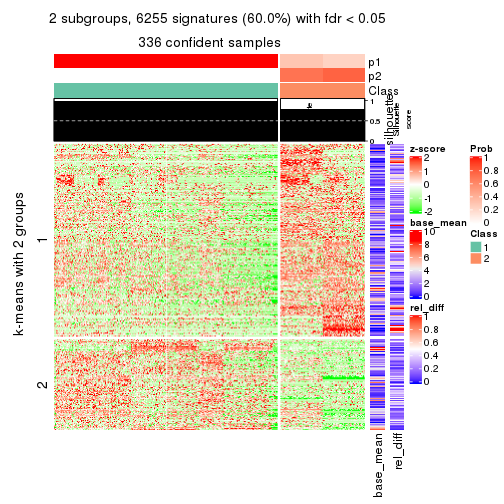 2 subgroups, 6255 signatures (60.0%) with fdr < 0.05
336 confident samples
p1
p2
Class
1
0.5
0
silhouette
Silhouette
score
k-means with 2 groups
1
2
base_mean
rel_diff
z-score
2
1
0
-1
-2
base_mean
10
8
6
4
2
0
rel_diff
1
0.8
0.6
0.4
0.2
0
Prob
1
0.8
0.6
0.4
0.2
0
Class
1
2